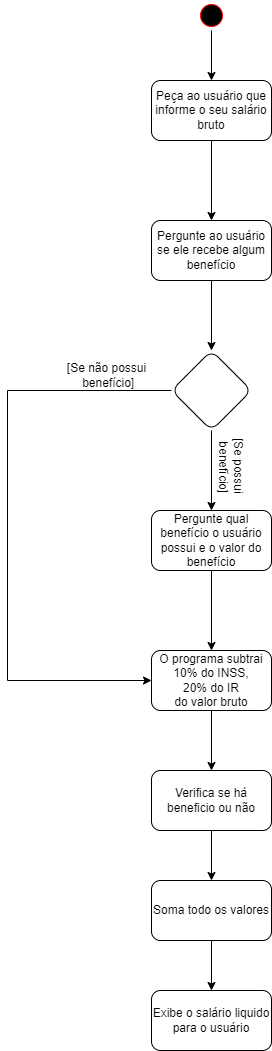 Peça ao usuário que
informe o seu salário
bruto
Pergunte ao usuário
se ele recebe algum
benefício
[Se não possui
benefício]
[Se possui
benefício]
Pergunte qual
benefício o usuário
possui e o valor do
benefício
O programa subtrai
10% do INSS,
20% do IR
do valor bruto
Verifica se há
beneficio ou não
Soma todo os valores
Exibe o salário liquido
para o usuário